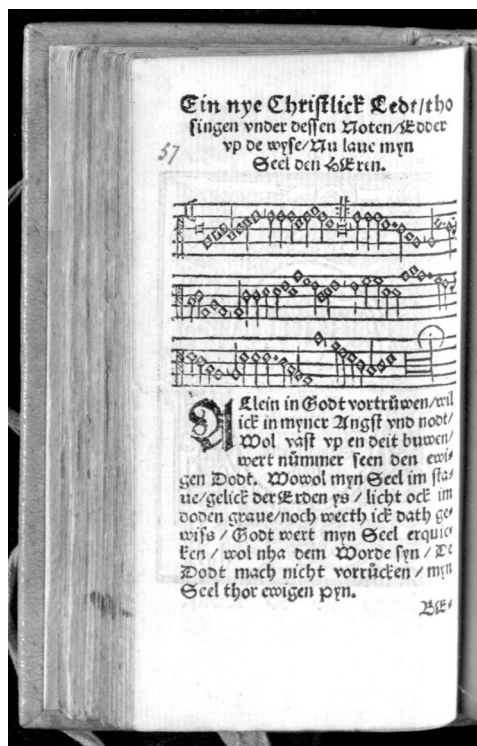 Ein nye Christlick Ledt/tho
singen vnder dessen Noten/Edder
vp de wyse/Nu laue myn
Seel den HEren.
57
ALlein in Godt vortrůwen/wil
ick in myner Angst vnd nodt/
Wol vast vp en deit buwen/
wert nůmmer seen den ewi-
gen Dodt. Wowol myn Seel im sta-
ue/gelick der Erden ys / licht ock im
doden graue/noch weeth ick dath ge-
wiss / Godt wert myn Seel erquic-
ken / wol nha dem Worde syn / De
Dodt mach nicht vorrůcken / myn
Seel thor ewigen pyn.
BE-